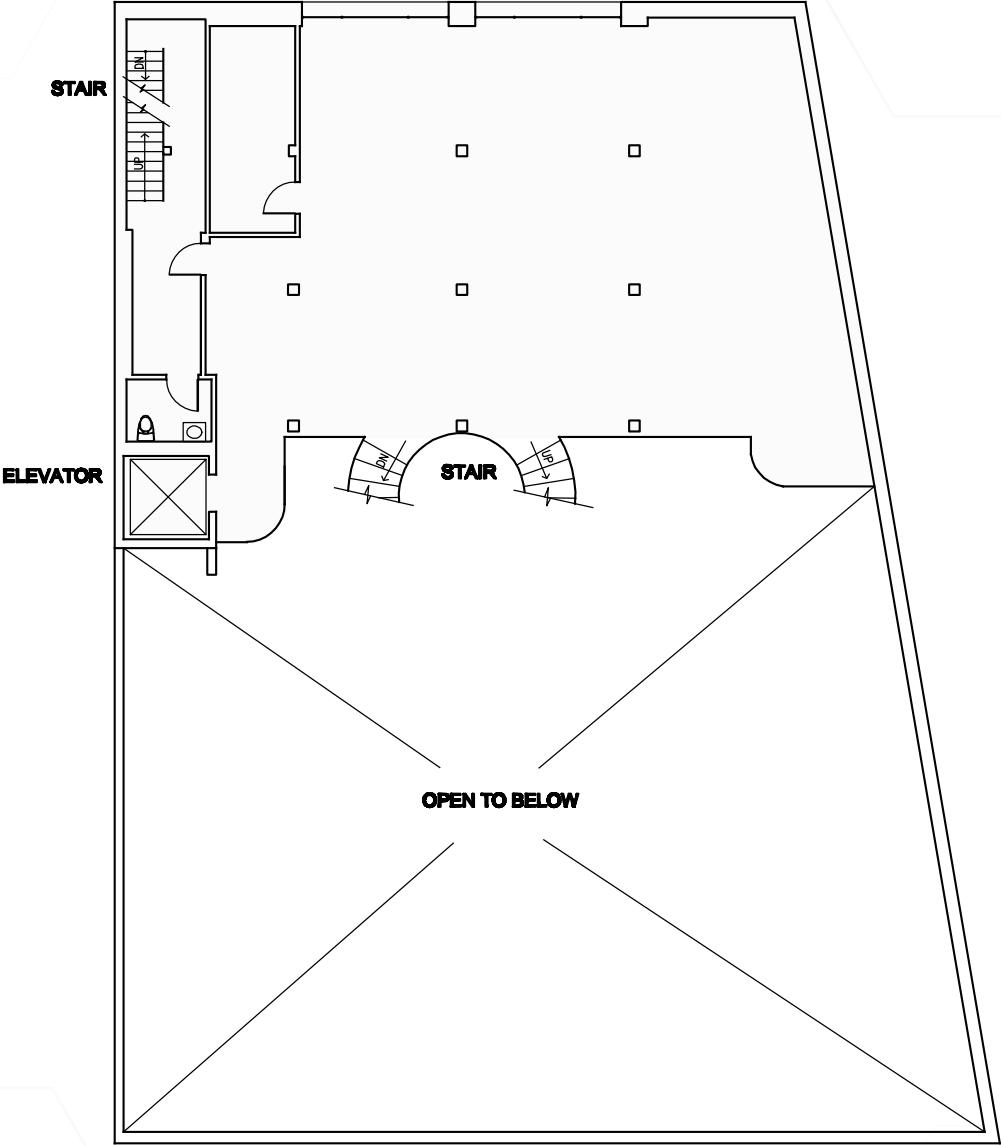 DN
STAIR
UP
STAIR
DN
UP
ELEVATOR
OPEN TO BELOW